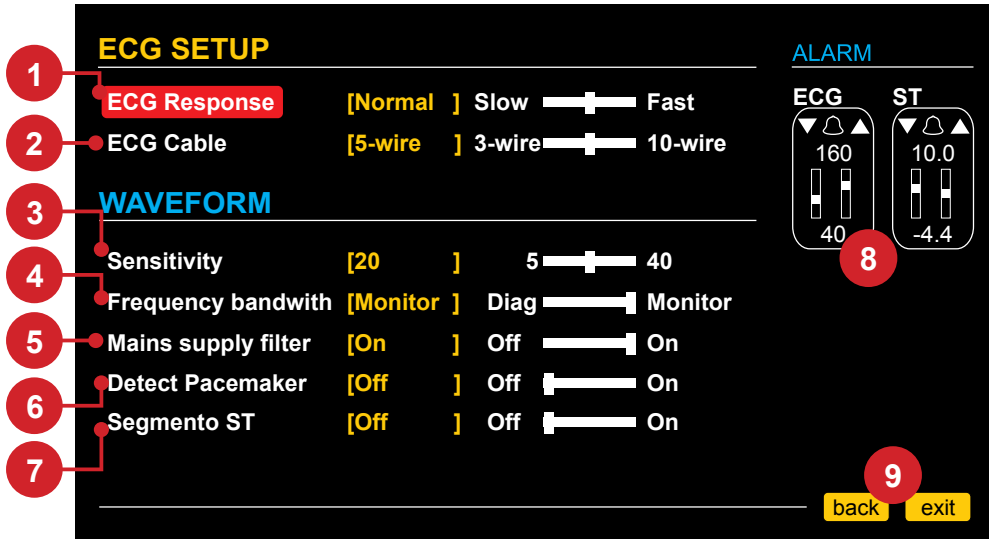 ECG SETUP
1
ECG Response [Normal ] Slow Fast
2
ECG Cable [5-wire ] 3-wire 10-wire
WAVEFORM
3
Sensitivity [20 ] 5 40
4
Frequency bandwith [Monitor ] Diag Monitor
5
Mains supply filter [On ] Off On
6
Detect Pacemaker [Off ] Off On
7
Segmento ST [Off ] Off On
ALARM
ECG ST
160 10.0
40 -4.4
8
9
back exit